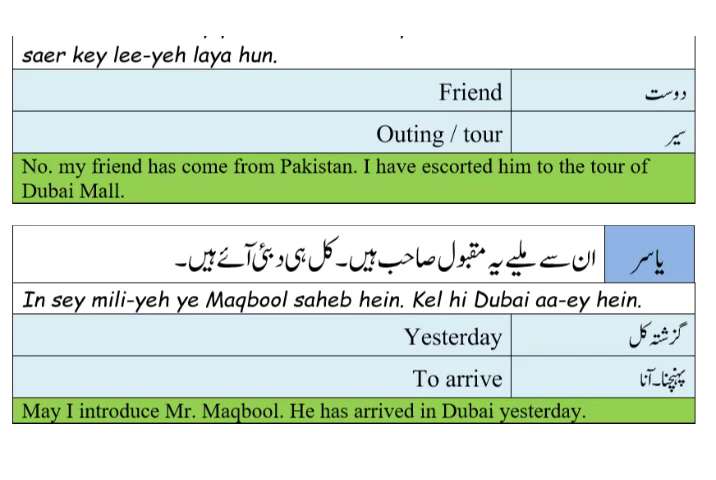 saer key lee-yeh laya hun.
Friend دوست
Outing / tour سیر
No. my friend has come from Pakistan. I have escorted him to the tour of
Dubai Mall.
یاسر ان سے ملیے یہ مقبول صاحب ہیں۔ کل ہی دبئی آئے ہیں۔
In sey mili-yeh ye Maqbool saheb hein. Kel hi Dubai aa-ey hein.
Yesterday گزشتہ کل
To arrive پہنچنا۔آنا
May I introduce Mr. Maqbool. He has arrived in Dubai yesterday.